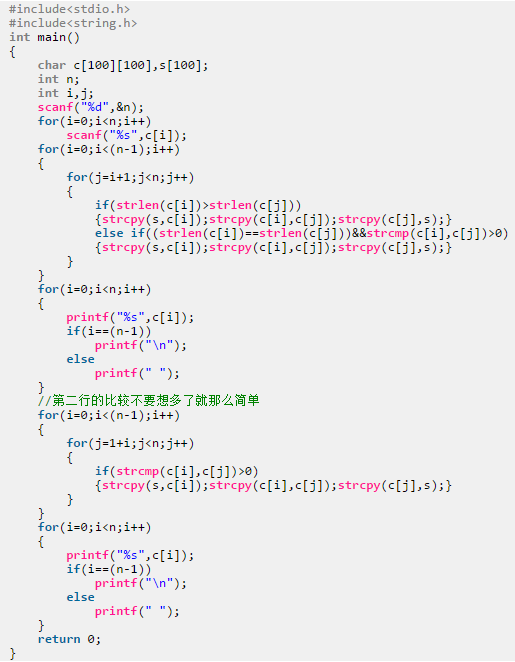 #include<stdio.h>
#include<string.h>
int main()
{
    char c[100][100],s[100];
    int n;
    int i,j;
    scanf("%d",&n);
    for(i=0;i<n;i++)
        scanf("%s",c[i]);
    for(i=0;i<(n-1);i++)
    {
        for(j=i+1;j<n;j++)
        {
            if(strlen(c[i])>strlen(c[j]))
            {strcpy(s,c[i]);strcpy(c[i],c[j]);strcpy(c[j],s);}
            else if((strlen(c[i])==strlen(c[j]))&&strcmp(c[i],c[j])>0)
            {strcpy(s,c[i]);strcpy(c[i],c[j]);strcpy(c[j],s);}
        }
    }
    for(i=0;i<n;i++)
    {
        printf("%s",c[i]);
        if(i==(n-1))
            printf("\n");
        else
            printf(" ");
    }
    //第二行的比较不要想多了就那么简单
    for(i=0;i<(n-1);i++)
    {
        for(j=1+i;j<n;j++)
        {
            if(strcmp(c[i],c[j])>0)
            {strcpy(s,c[i]);strcpy(c[i],c[j]);strcpy(c[j],s);}
        }
    }
    for(i=0;i<n;i++)
    {
        printf("%s",c[i]);
        if(i==(n-1))
            printf("\n");
        else
            printf(" ");
    }
    return 0;
}